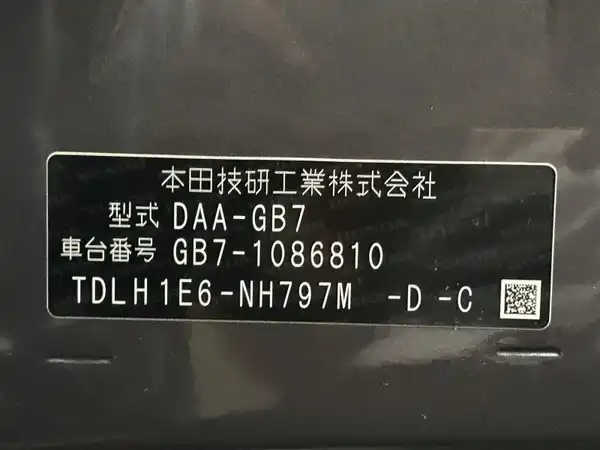 本田技研工業株式会社
型式 DAA-GB7
車台番号 GB7-1086810
TDLH1E6-NH797M -D -C